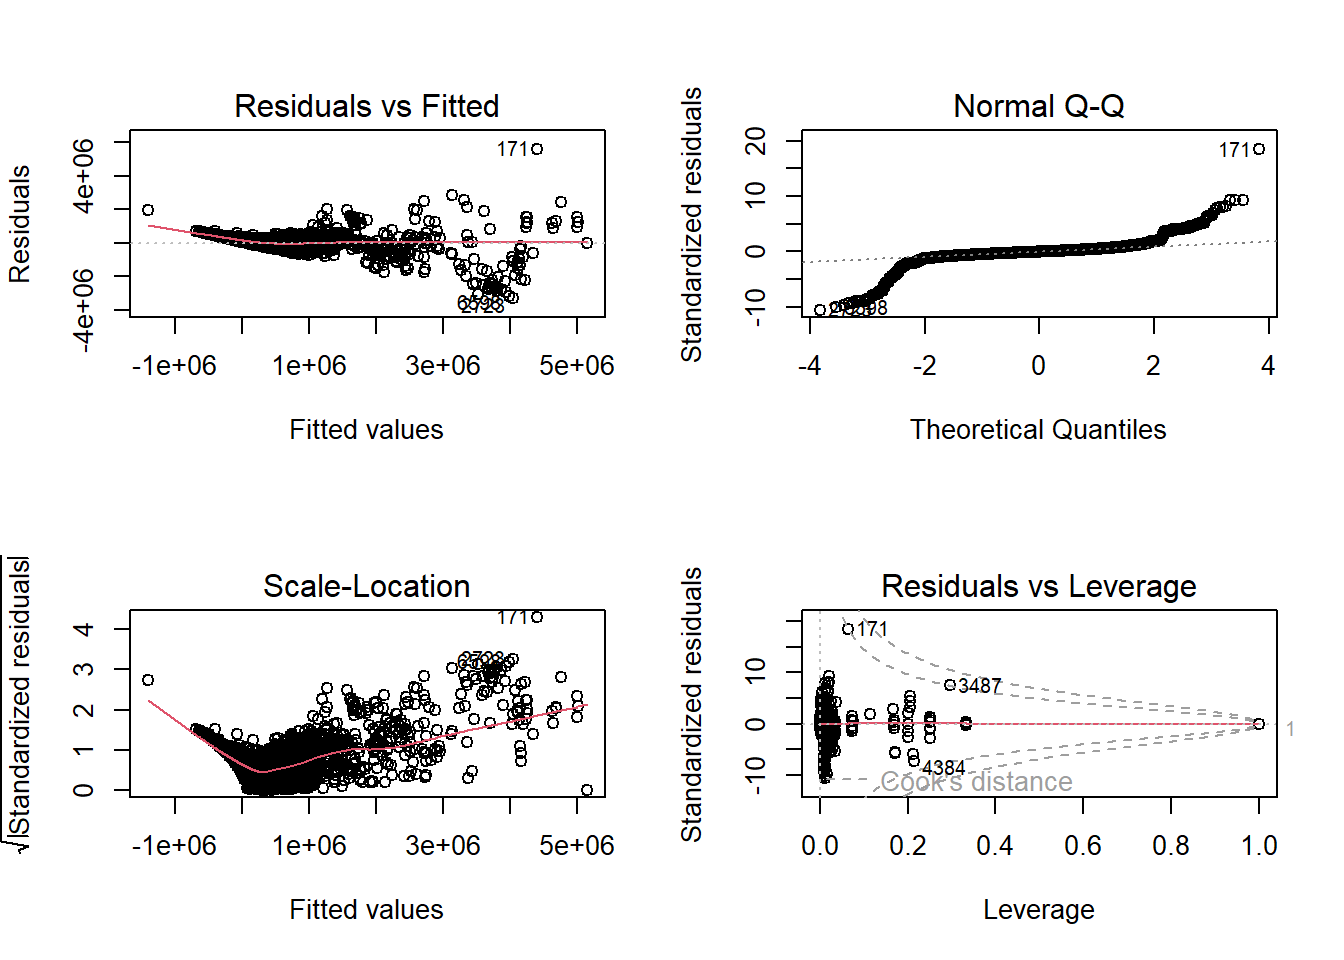 Residuals vs Fitted
Residuals
4e+06
-4e+06
171
6598
2723
-1e+06 1e+06 3e+06 5e+06
Fitted values
Normal Q-Q
Standardized residuals
20
10
0
-10
171
-4 -2 0 2 4
Theoretical Quantiles
Scale-Location
√|Standardized residuals|
4
3
2
1
0
171
2723
6598
-1e+06 1e+06 3e+06 5e+06
Fitted values
Residuals vs Leverage
Standardized residuals
10
0
-10
171
3487
4384
1
Cook's distance
0.0 0.2 0.4 0.6 0.8 1.0
Leverage